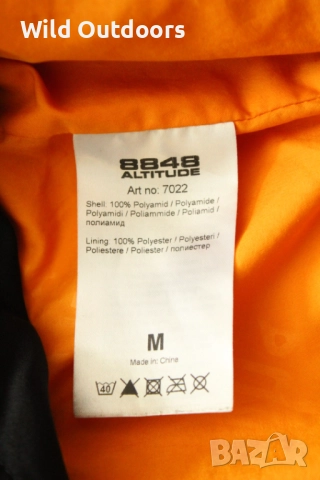 Wild Outdoors
8848
ALTITUDE
Art no: 7022
Shell: 100% Polyamid / Polyamide /
Polyamidi / Poliammide / Poliamid /
полиамид
Lining: 100% Polyester / Polyesteri /
Poliestere / Poliester / полиестер
M
Made in: China
40
BAZAR